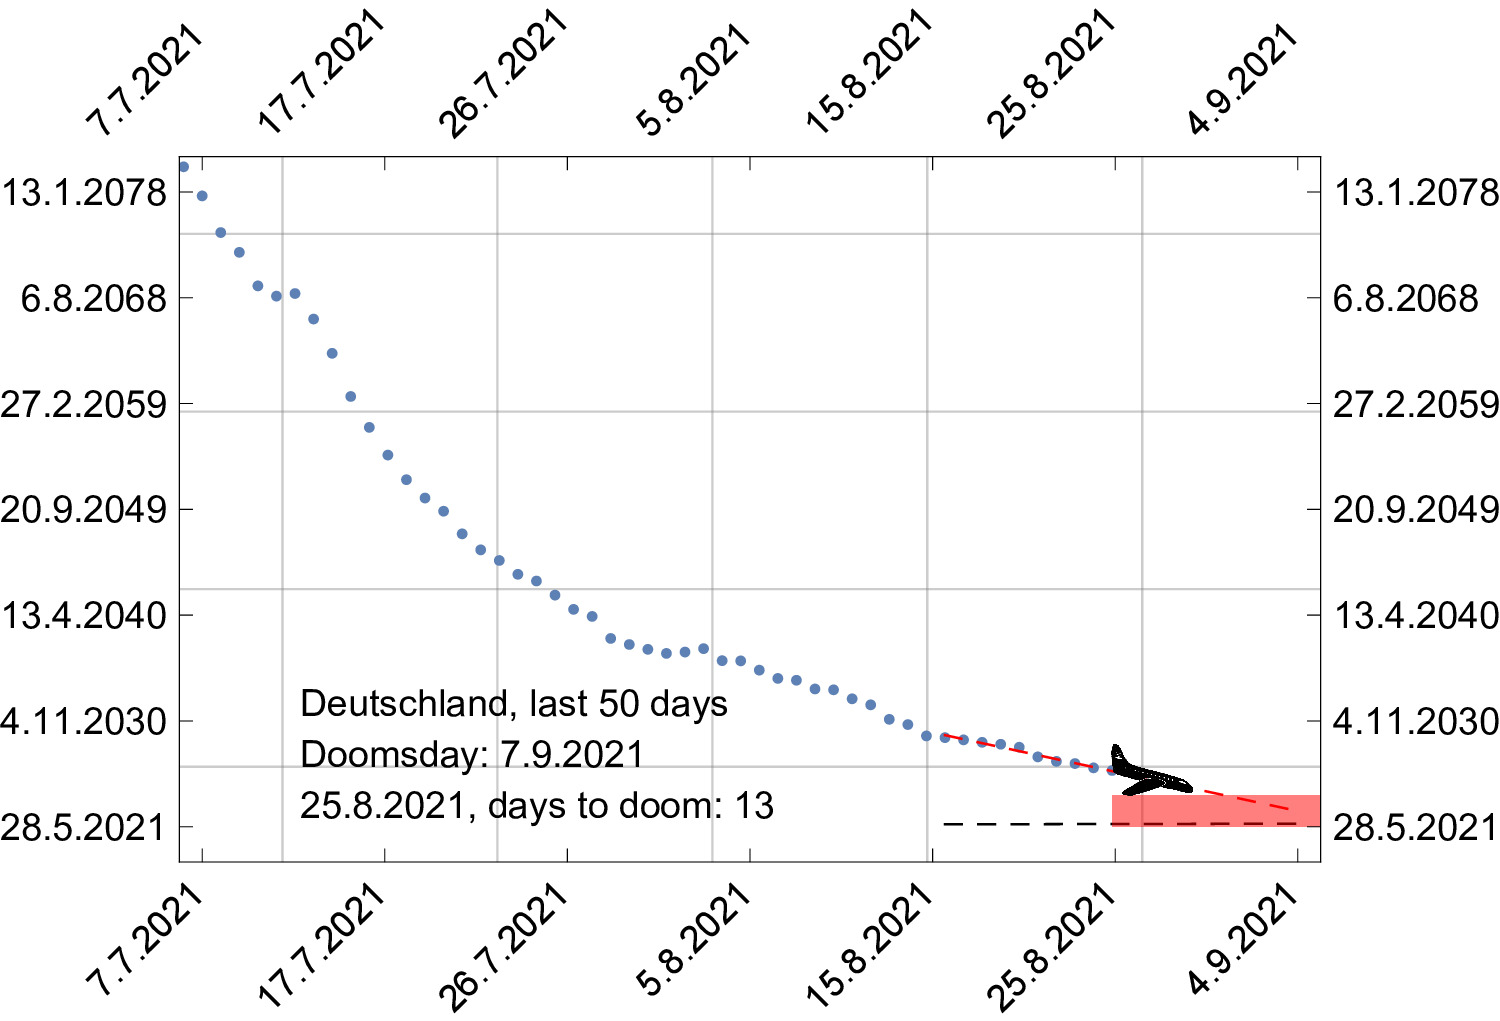 7.7.2021 17.7.2021 26.7.2021 5.8.2021 15.8.2021 25.8.2021 4.9.2021
13.1.2078 13.1.2078
6.8.2068 6.8.2068
27.2.2059 27.2.2059
20.9.2049 20.9.2049
13.4.2040 13.4.2040
Deutschland, last 50 days
4.11.2030 4.11.2030
Doomsday: 7.9.2021
25.8.2021, days to doom: 13
28.5.2021 28.5.2021
7.7.2021 17.7.2021 26.7.2021 5.8.2021 15.8.2021 25.8.2021 4.9.2021